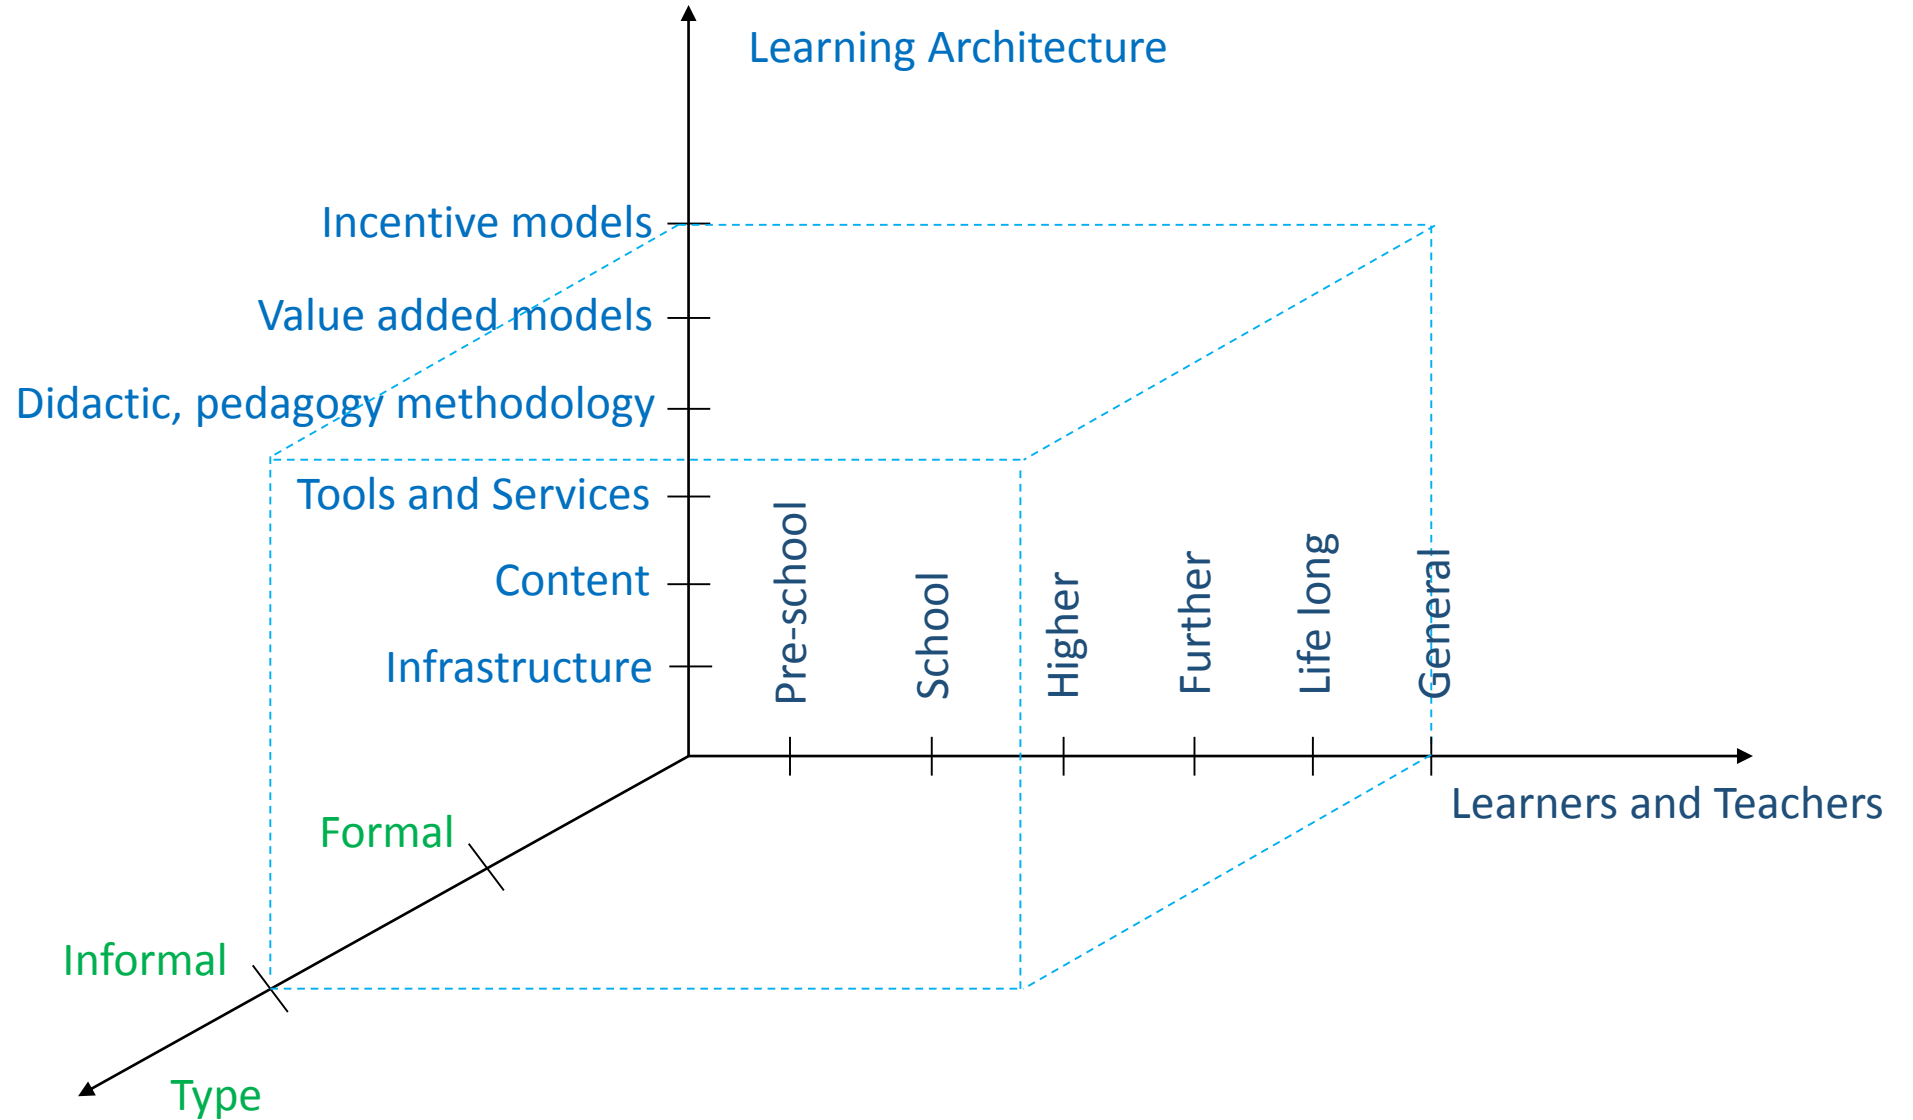 Learning Architecture
Incentive models
Value added models
Didactic, pedagogy methodology
Tools and Services
Content
Infrastructure
Pre-school
School
Higher
Further
Life long
General
Learners and Teachers
Formal
Informal
Type